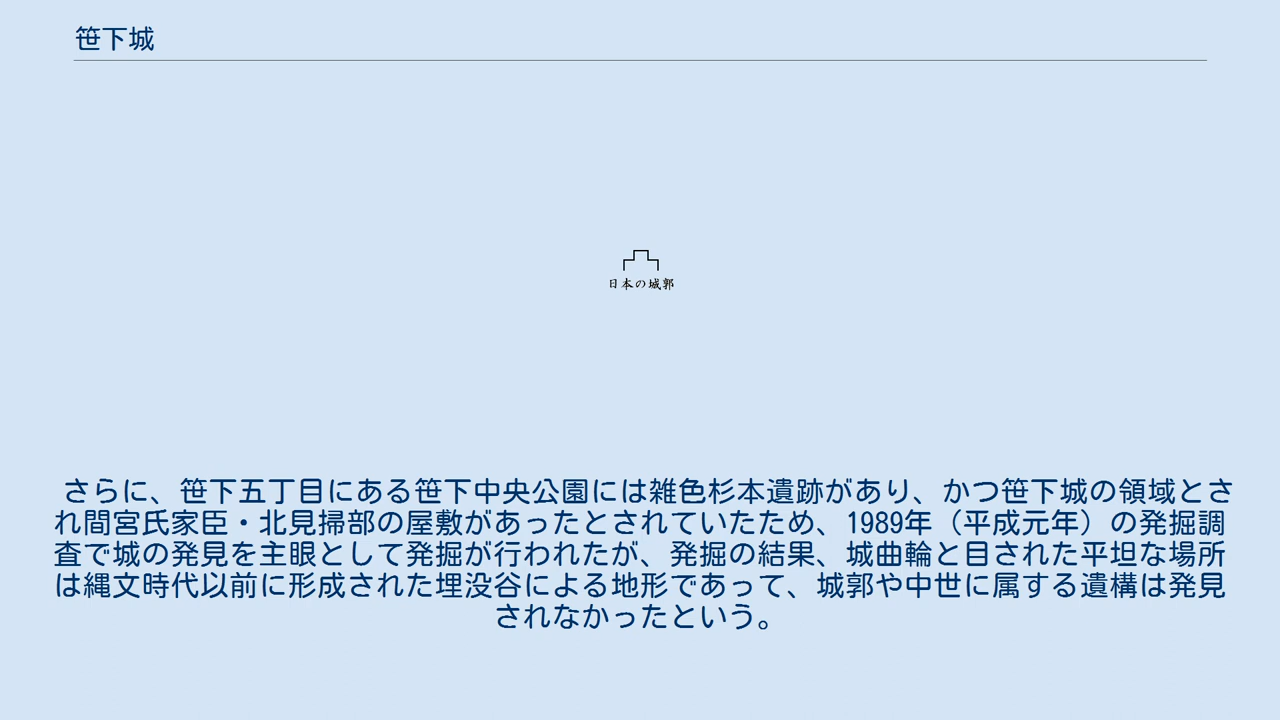 笹下城
日本の城郭
さらに、笹下五丁目にある笹下中央公園には雑色杉本遺跡があり、かつ笹下城の領域とさ
れ間宮氏家臣・北見掃部の屋敷があったとされていたため、1989年（平成元年）の発掘調
査で城の発見を主眼として発掘が行われたが、発掘の結果、城曲輪と目された平坦な場所
は縄文時代以前に形成された埋没谷による地形であって、城郭や中世に属する遺構は発見
されなかったという。